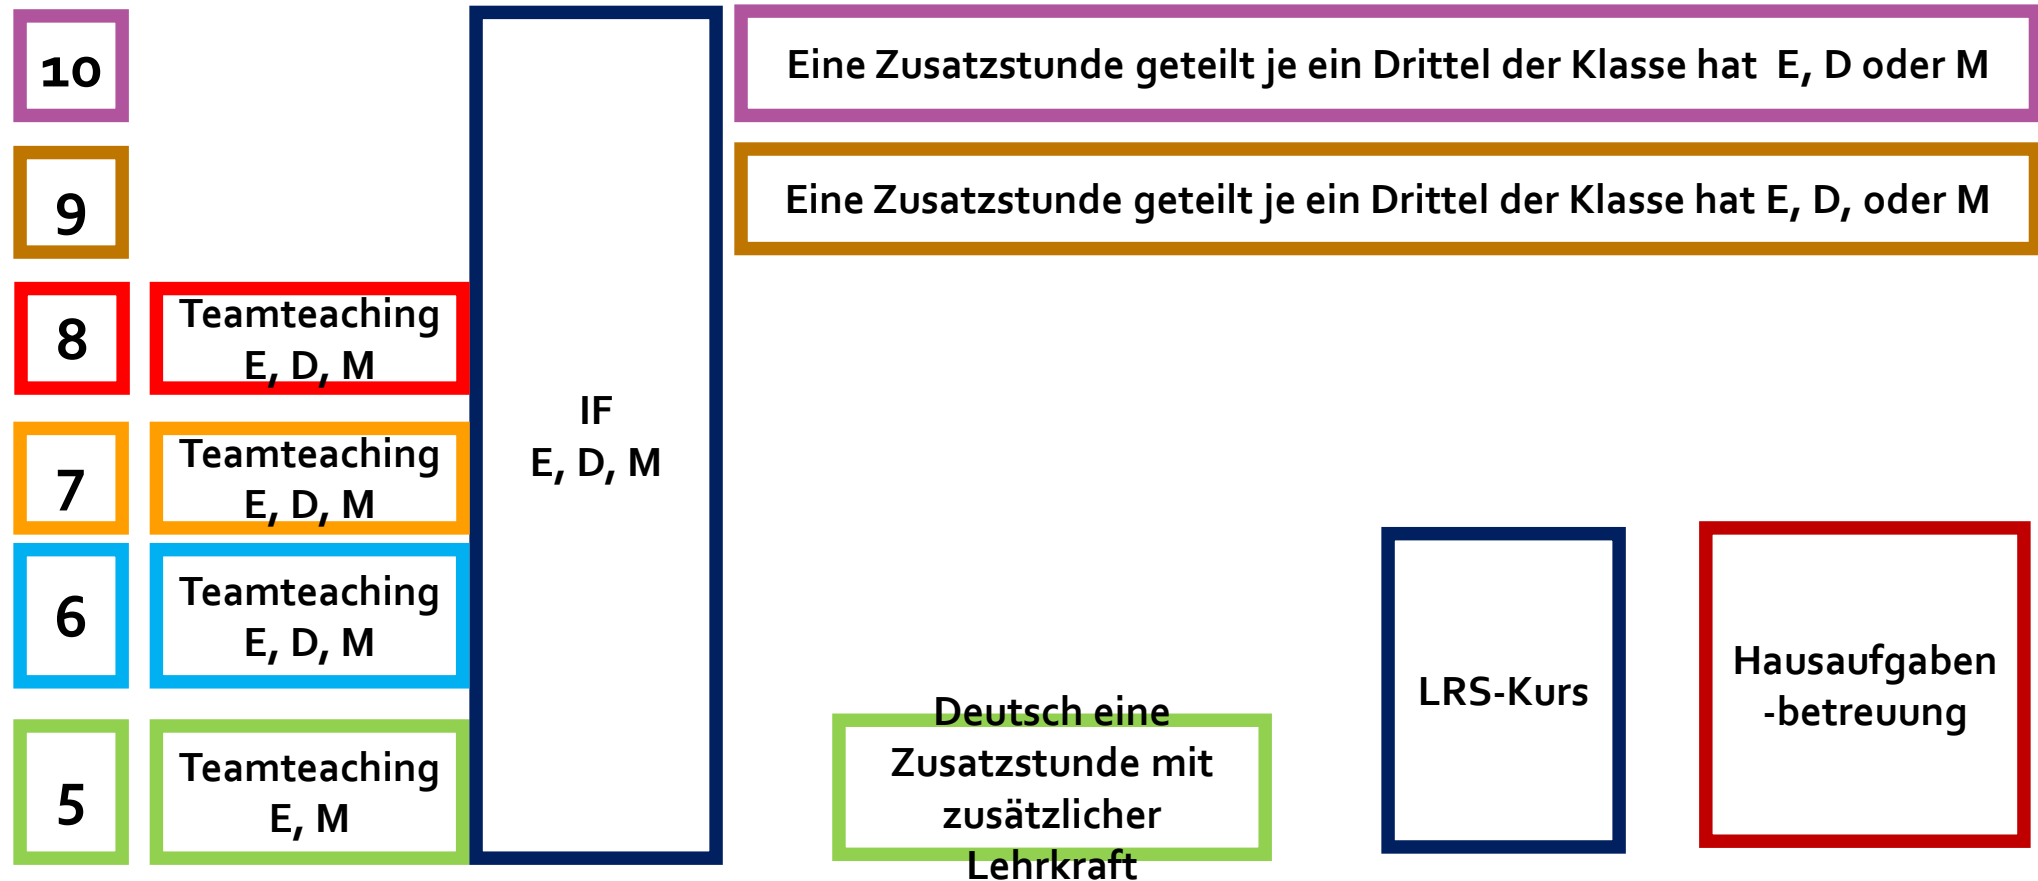 10
Eine Zusatzstunde geteilt je ein Drittel der Klasse hat E, D oder M
9
Eine Zusatzstunde geteilt je ein Drittel der Klasse hat E, D, oder M
8
Teamteaching
E, D, M
IF
E, D, M
7
Teamteaching
E, D, M
6
Teamteaching
E, D, M
5
Teamteaching
E, M
Deutsch eine
Zusatzstunde mit
zusätzlicher
Lehrkraft
LRS-Kurs
Hausaufgaben
-betreuung